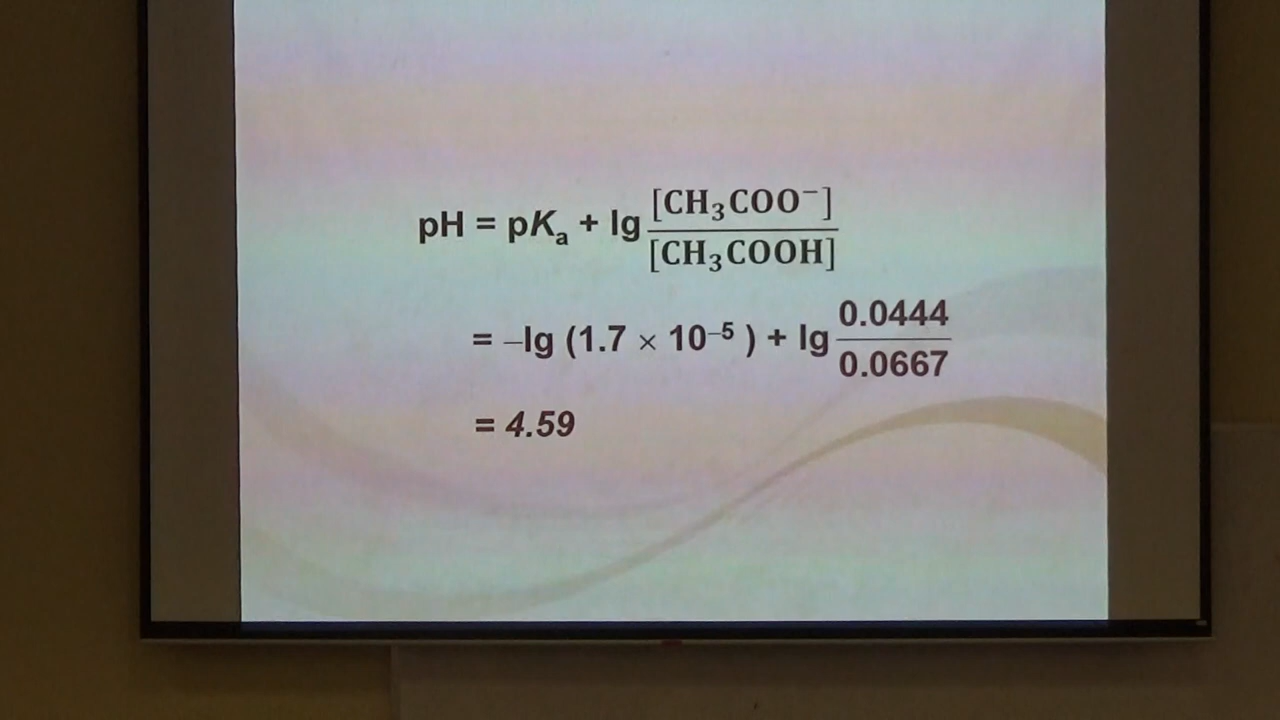 pH = pKₐ + lg [CH₃COO⁻] / [CH₃COOH]
= –lg (1.7 × 10⁻⁵ ) + lg 0.0444 / 0.0667
= 4.59